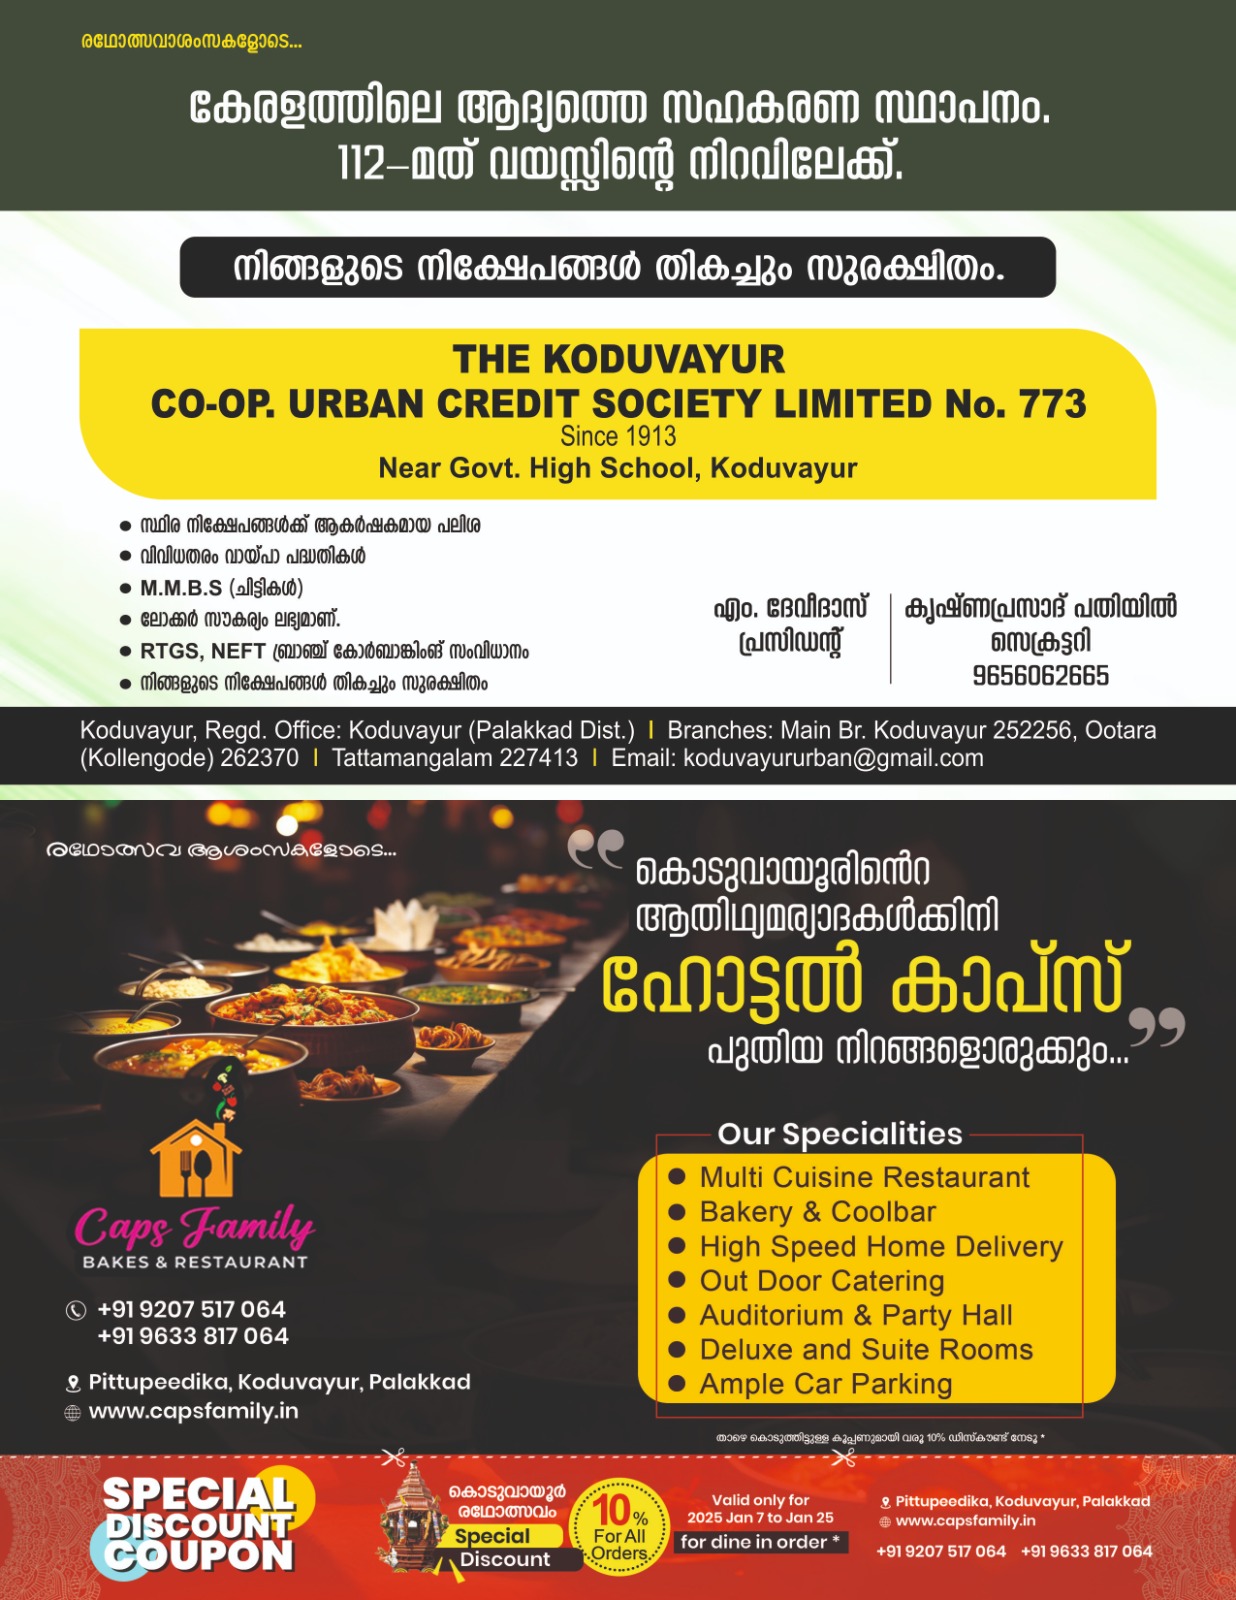 രഥോത്സവാശംസകളോടെ...
കേരളത്തിലെ ആദ്യത്തെ സഹകരണ സ്ഥാപനം.
112-മത് വയസ്സിന്റെ നിറവിലേക്ക്.
നിങ്ങളുടെ നിക്ഷേപങ്ങൾ തികച്ചും സുരക്ഷിതം.
THE KODUVAYUR
CO-OP. URBAN CREDIT SOCIETY LIMITED No. 773
Since 1913
Near Govt. High School, Koduvayur
● സ്ഥിര നിക്ഷേപങ്ങൾക്ക് ആകർഷകമായ പലിശ
● വിവിധതരം വായ്പാ പദ്ധതികൾ
● M.M.B.S (ചിട്ടികൾ)
● ലോക്കർ സൗകര്യം ലഭ്യമാണ്.
● RTGS, NEFT ബ്രാഞ്ച് കോർബാങ്കിംങ് സംവിധാനം
● നിങ്ങളുടെ നിക്ഷേപങ്ങൾ തികച്ചും സുരക്ഷിതം
എം. ദേവീദാസ്
പ്രസിഡന്റ്
കൃഷ്ണപ്രസാദ് പതിയിൽ
സെക്രട്ടറി
9656062665
Koduvayur, Regd. Office: Koduvayur (Palakkad Dist.) | Branches: Main Br. Koduvayur 252256, Ootara
(Kollengode) 262370 | Tattamangalam 227413 | Email: koduvayururban@gmail.com
രഥോത്സവ ആശംസകളോടെ...
“കൊടുവായൂരിൻെറ
ആതിഥ്യമര്യാദകൾക്കിനി
ഹോട്ടൽ കാപ്സ്
പുതിയ നിറങ്ങളൊരുക്കും...”
Caps Family
BAKES & RESTAURANT
+91 9207 517 064
+91 9633 817 064
Pittupeedika, Koduvayur, Palakkad
www.capsfamily.in
Our Specialities
● Multi Cuisine Restaurant
● Bakery & Coolbar
● High Speed Home Delivery
● Out Door Catering
● Auditorium & Party Hall
● Deluxe and Suite Rooms
● Ample Car Parking
താഴെ കൊടുത്തിട്ടുള്ള കൂപ്പണുമായി വരൂ 10% ഡിസ്കൗണ്ട് നേടൂ *
SPECIAL
DISCOUNT
COUPON
കൊടുവായൂർ
രഥോത്സവം
Special
Discount
10%
For All
Orders
Valid only for
2025 Jan 7 to Jan 25
for dine in order *
Pittupeedika, Koduvayur, Palakkad
www.capsfamily.in
+91 9207 517 064 +91 9633 817 064